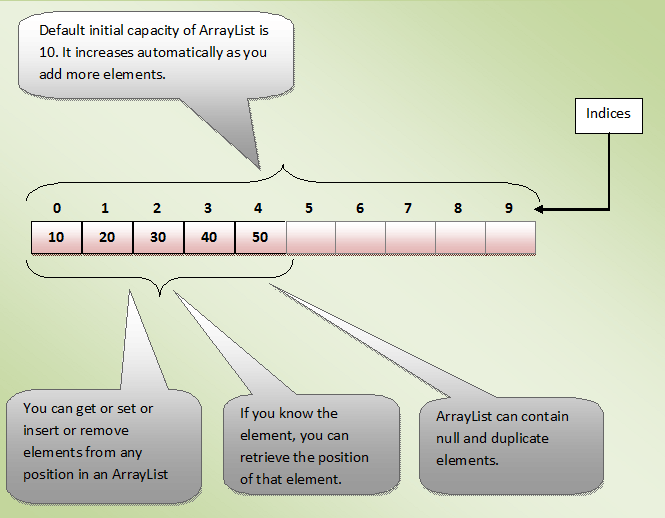 Default initial capacity of ArrayList is
10. It increases automatically as you
add more elements.
Indices
0 1 2 3 4 5 6 7 8 9
10 20 30 40 50
You can get or set or
insert or remove
elements from any
position in an ArrayList
If you know the
element, you can
retrieve the position
of that element.
ArrayList can contain
null and duplicate
elements.